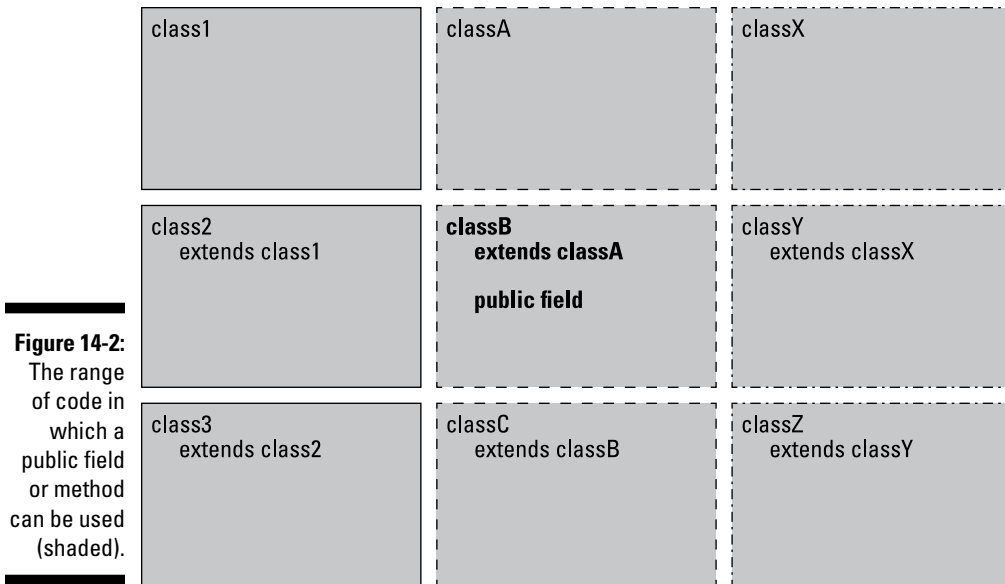 class1
classA
classX
class2
extends class1
classB
extends classA
public field
classY
extends classX
class3
extends class2
classC
extends classB
classZ
extends classY
Figure 14-2:
The range
of code in
which a
public field
or method
can be used
(shaded).